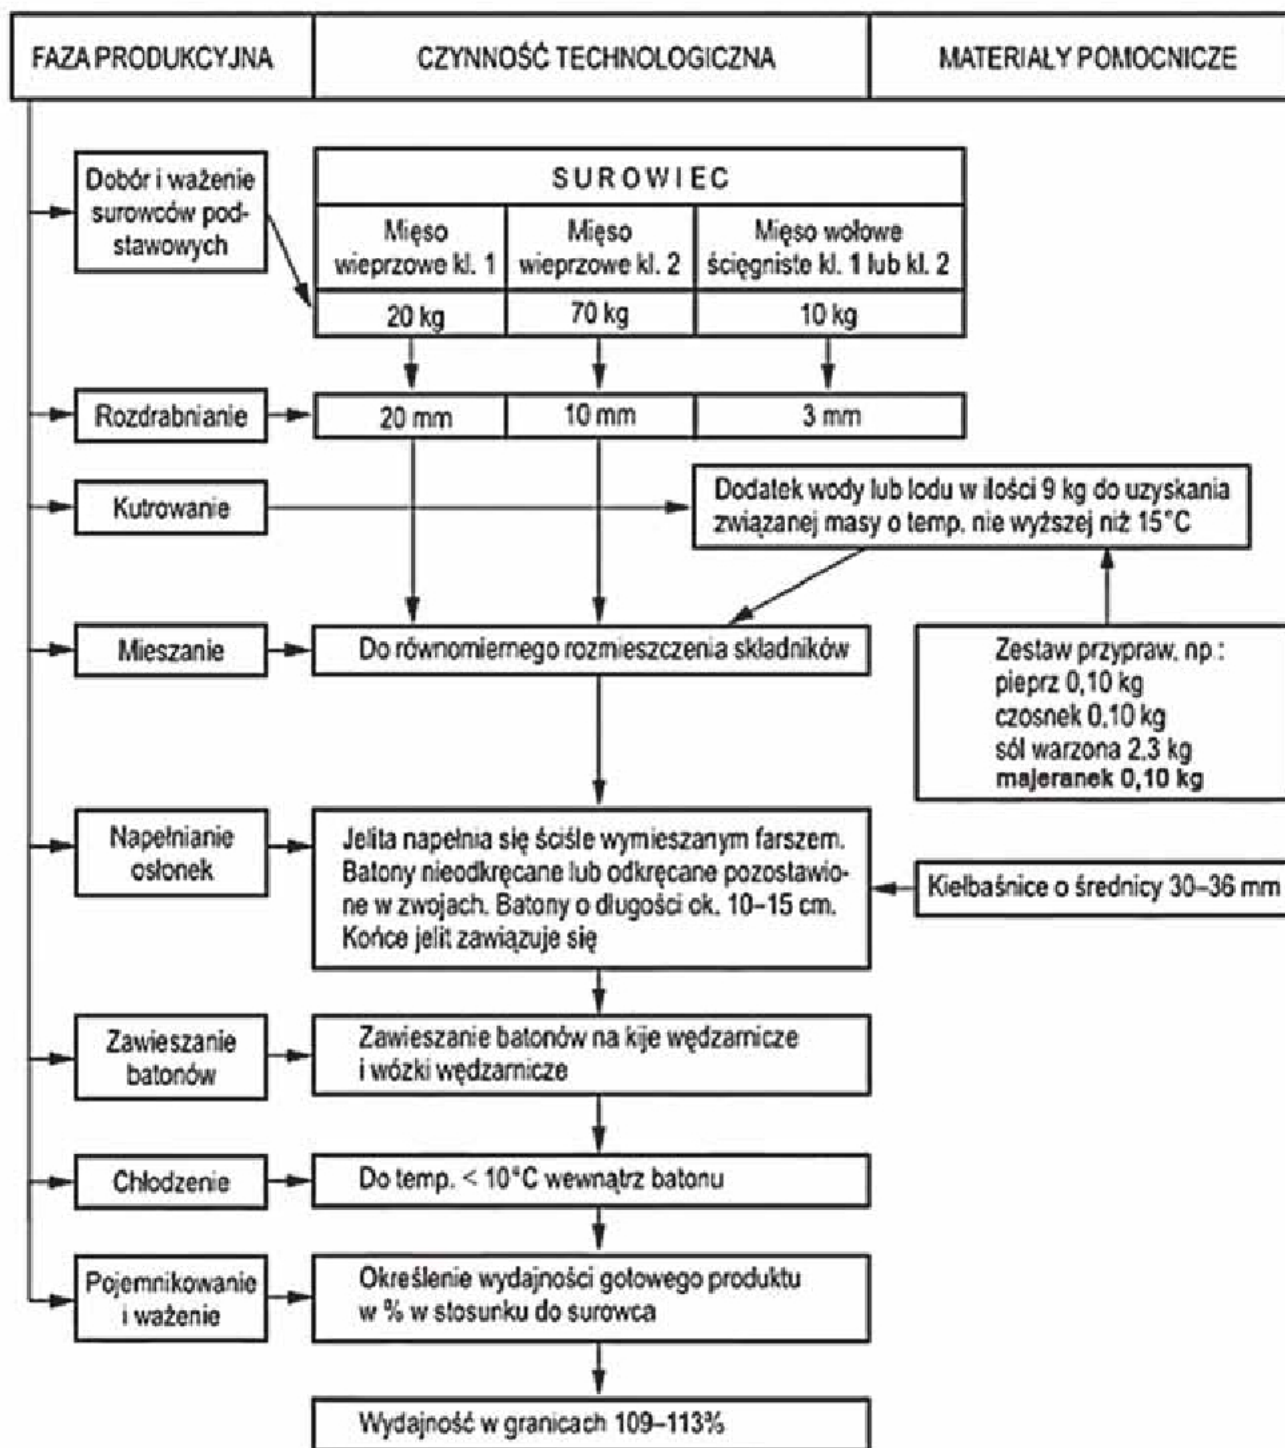 FAZA PRODUKCYJNA
CZYNNOŚĆ TECHNOLOGICZNA
MATERIAŁY POMOCNICZE
Dobór i ważenie
surowców pod-
stawowych
SUROWIEC
Mięso
wieprzowe kl. 1
Mięso
wieprzowe kl. 2
Mięso wołowe
ścięgniste kl. 1 lub kl. 2
20 kg
70 kg
10 kg
Rozdrabnianie
20 mm
10 mm
3 mm
Kutrowanie
Dodatek wody lub lodu w ilości 9 kg do uzyskania
związanej masy o temp. nie wyższej niż 15°C
Mieszanie
Do równomiernego rozmieszczenia składników
Zestaw przypraw, np.:
pieprz 0,10 kg
czosnek 0,10 kg
sól warzona 2,3 kg
majeranek 0,10 kg
Napełnianie
osłonek
Jelita napełnia się ściśle wymieszanym farszem.
Batony nieodkręcane lub odkręcane pozostawio-
ne w zwojach. Batony o długości ok. 10–15 cm.
Końce jelit zawiązuje się
Kiełbaśnice o średnicy 30–36 mm
Zawieszanie
batonów
Zawieszanie batonów na kije wędzarnicze
i wózki wędzarnicze
Chłodzenie
Do temp. < 10°C wewnątrz batonu
Pojemnikowanie
i ważenie
Określenie wydajności gotowego produktu
w % w stosunku do surowca
Wydajność w granicach 109–113%